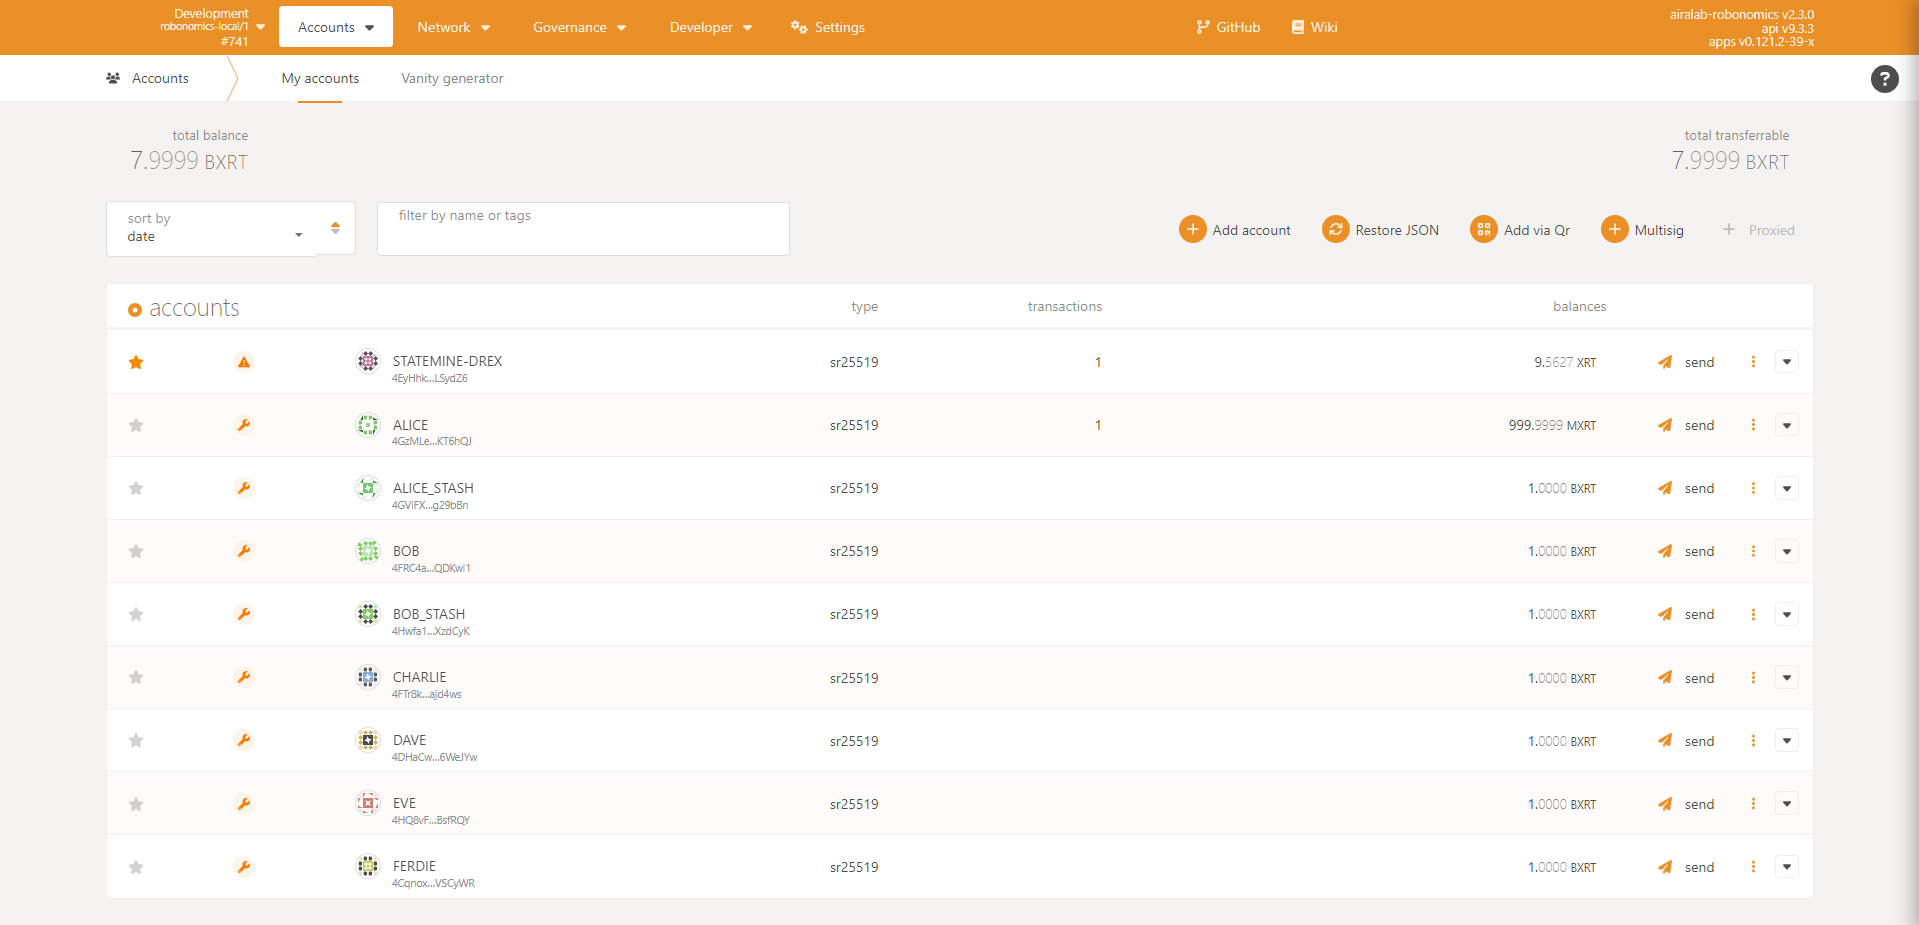 Development
robonomics-local/1
#741
Accounts
Network
Governance
Developer
Settings
GitHub
Wiki
airalab-robonomics v2.3.0
api v9.3.3
apps v0.121.2-39-x
Accounts
My accounts
Vanity generator
?
total balance
7.9999 BXRT
total transferrable
7.9999 BXRT
sort by
date
filter by name or tags
Add account
Restore JSON
Add via Qr
Multisig
Proxied
accounts
type
transactions
balances
STATEMINE-DREX
4EyHhk...LSydZ6
sr25519
1
9.5627 XRT
send
ALICE
4GzMLe...KT6hQJ
sr25519
1
999.9999 MXRT
send
ALICE_STASH
4GViFX...g29bBn
sr25519
1.0000 BXRT
send
BOB
4FRC4a...QDKwi1
sr25519
1.0000 BXRT
send
BOB_STASH
4Hwfa1...XzdCyK
sr25519
1.0000 BXRT
send
CHARLIE
4FTr8k...ajd4ws
sr25519
1.0000 BXRT
send
DAVE
4DHaCw...6WeJYw
sr25519
1.0000 BXRT
send
EVE
4HQ8vF...BsfRQY
sr25519
1.0000 BXRT
send
FERDIE
4Cqnox...VSCyWR
sr25519
1.0000 BXRT
send